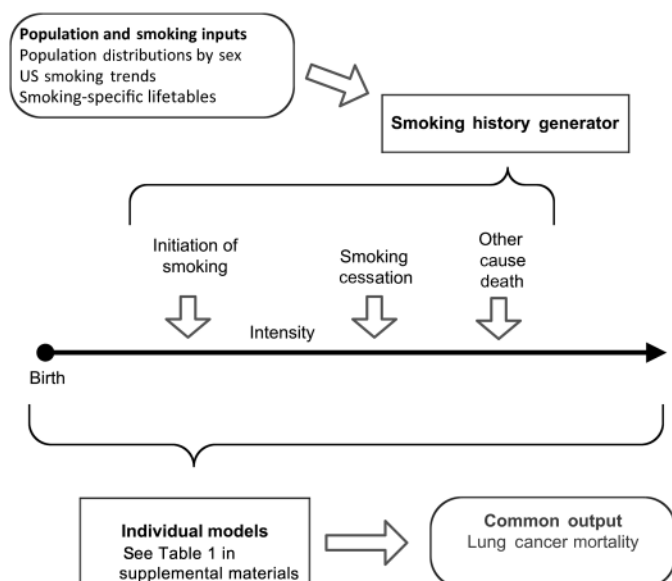 Population and smoking inputs
Population distributions by sex
US smoking trends
Smoking-specific lifetables
Smoking history generator
Initiation of
smoking
Smoking
cessation
Other
cause
death
Intensity
Birth
Individual models
See Table 1 in
supplemental materials
Common output
Lung cancer mortality